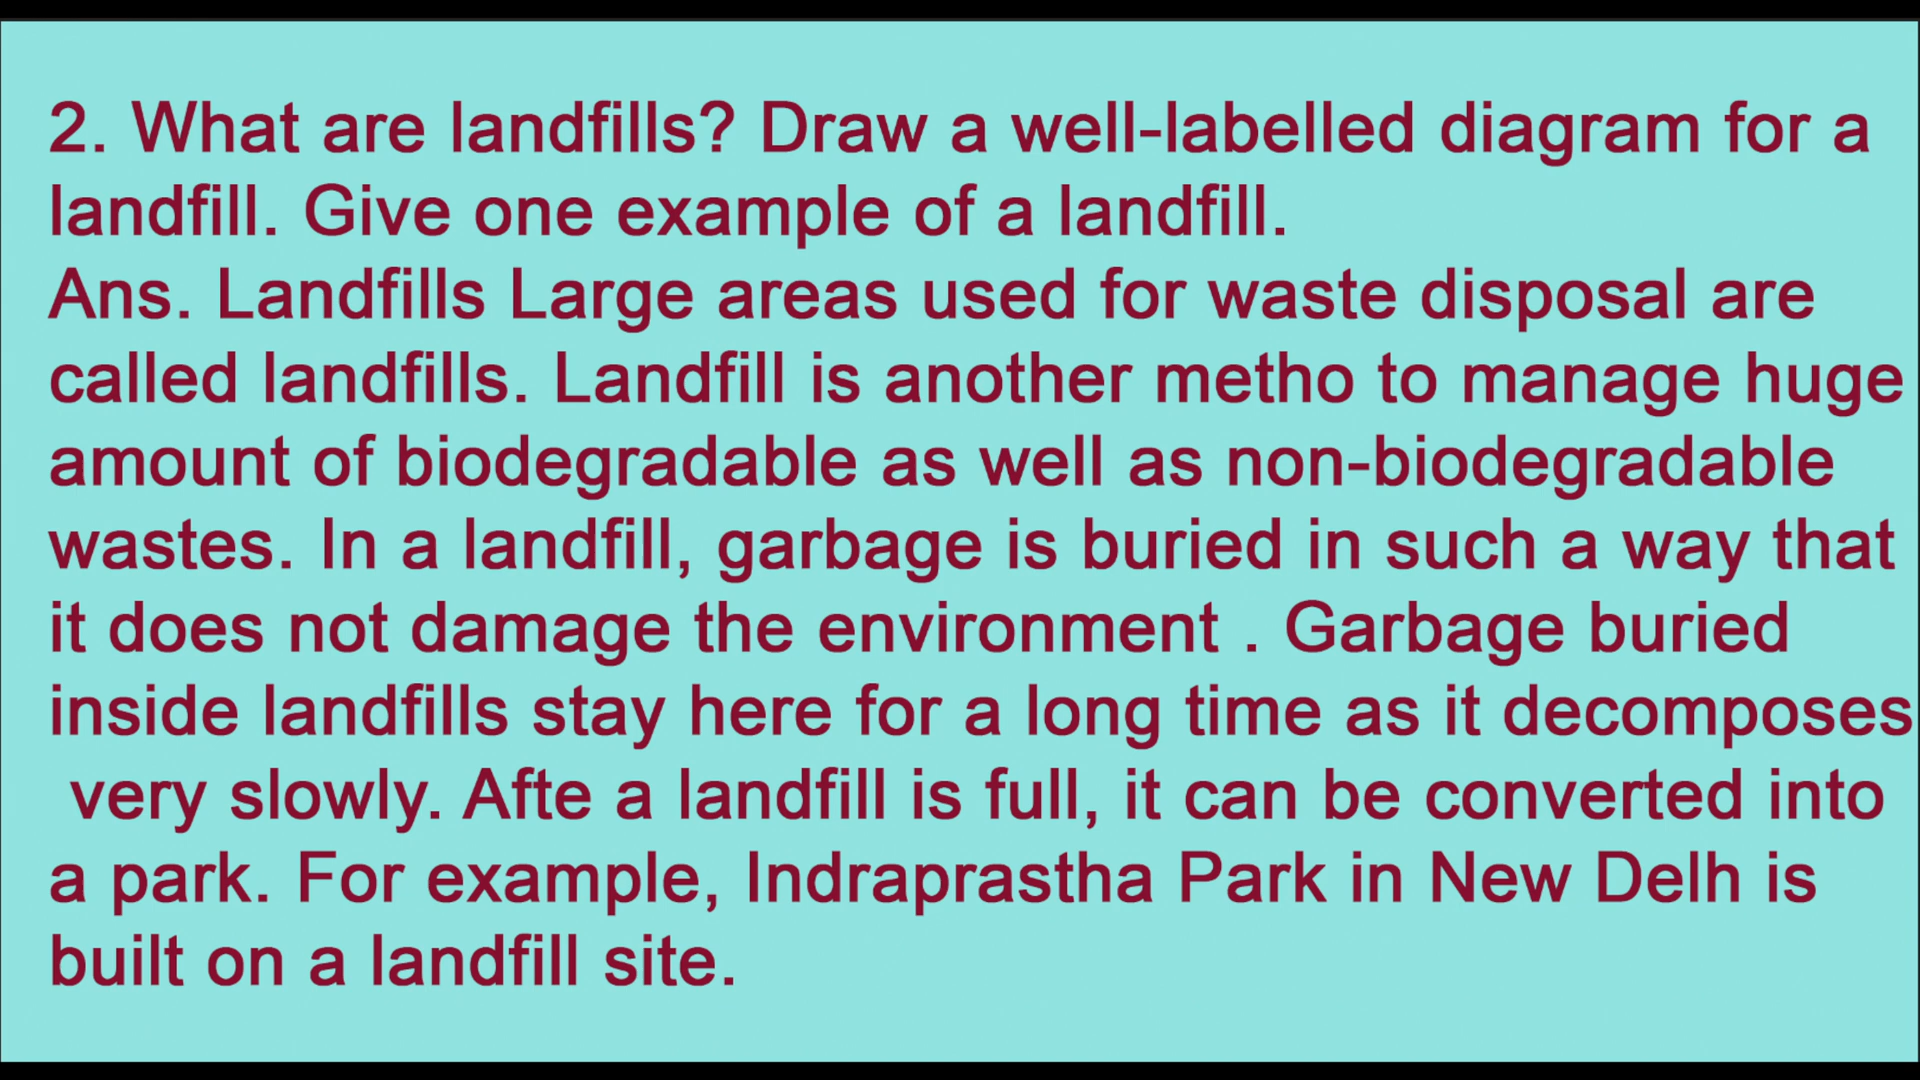 2. What are landfills? Draw a well-labelled diagram for a
landfill. Give one example of a landfill.
Ans. Landfills Large areas used for waste disposal are
called landfills. Landfill is another metho to manage huge
amount of biodegradable as well as non-biodegradable
wastes. In a landfill, garbage is buried in such a way that
it does not damage the environment . Garbage buried
inside landfills stay here for a long time as it decomposes
very slowly. Afte a landfill is full, it can be converted into
a park. For example, Indraprastha Park in New Delh is
built on a landfill site.